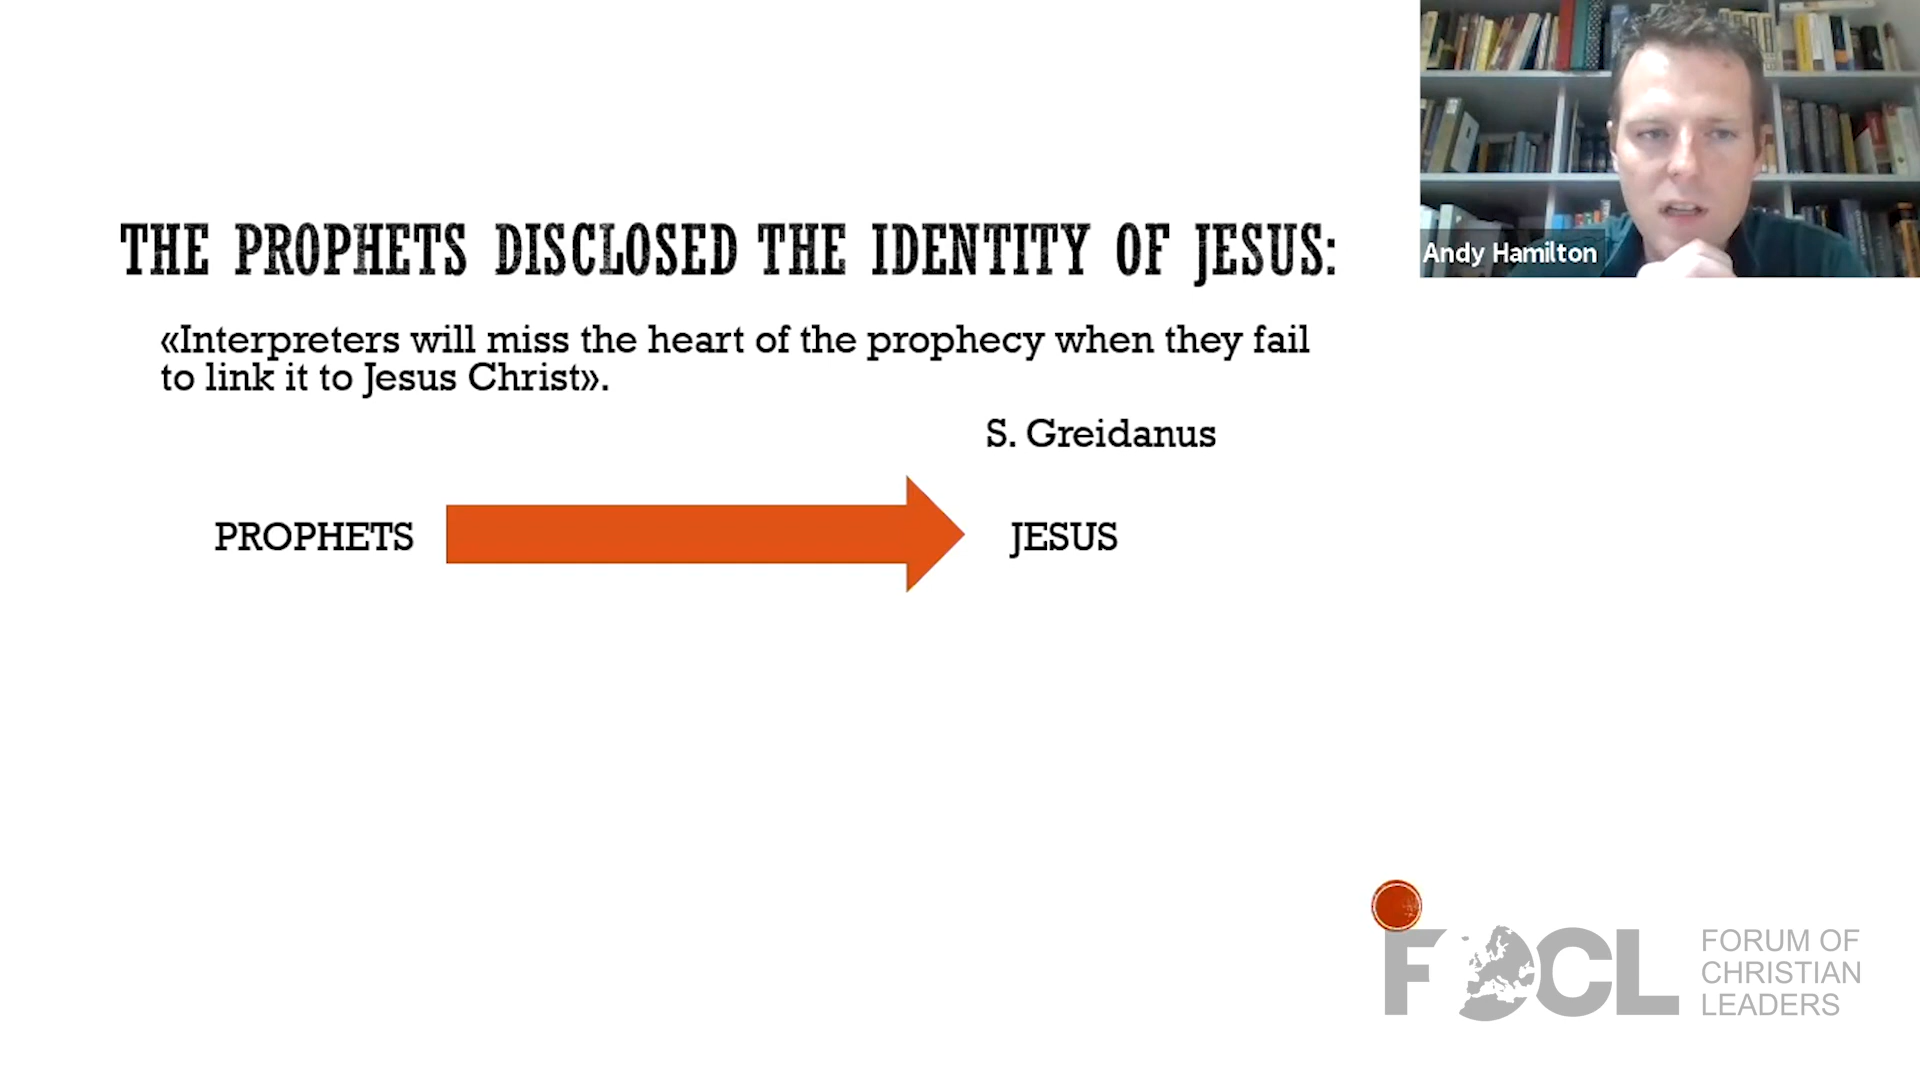 THE PROPHETS DISCLOSED THE IDENTITY OF JESUS:
«Interpreters will miss the heart of the prophecy when they fail
to link it to Jesus Christ».
S. Greidanus
PROPHETS
JESUS
Andy Hamilton
FOCL
FORUM OF
CHRISTIAN
LEADERS